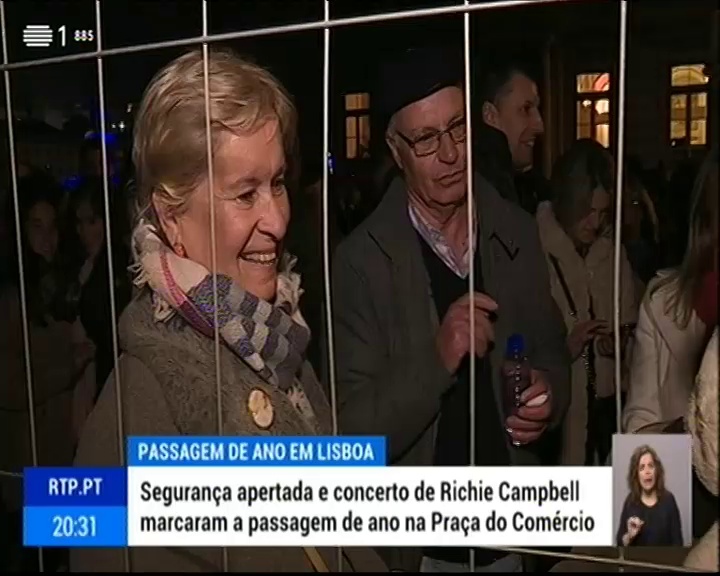 1 885
PASSAGEM DE ANO EM LISBOA
RTP.PT
Segurança apertada e concerto de Richie Campbell
20:31
marcaram a passagem de ano na Praça do Comércio